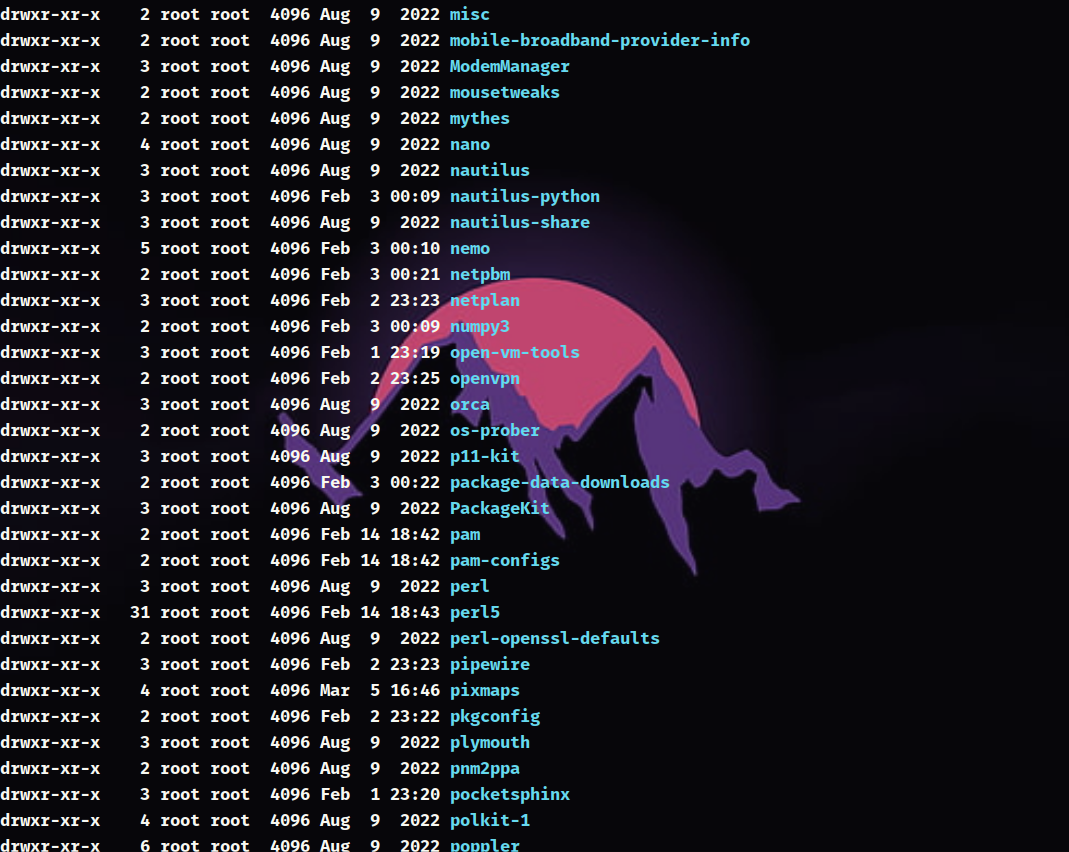 drwxr-xr-x    2 root root  4096 Aug  9  2022 misc
drwxr-xr-x    2 root root  4096 Aug  9  2022 mobile-broadband-provider-info
drwxr-xr-x    3 root root  4096 Aug  9  2022 ModemManager
drwxr-xr-x    2 root root  4096 Aug  9  2022 mousetweaks
drwxr-xr-x    2 root root  4096 Aug  9  2022 mythes
drwxr-xr-x    4 root root  4096 Aug  9  2022 nano
drwxr-xr-x    3 root root  4096 Aug  9  2022 nautilus
drwxr-xr-x    3 root root  4096 Feb  3 00:09 nautilus-python
drwxr-xr-x    3 root root  4096 Aug  9  2022 nautilus-share
drwxr-xr-x    5 root root  4096 Feb  3 00:10 nemo
drwxr-xr-x    2 root root  4096 Feb  3 00:21 netpbm
drwxr-xr-x    3 root root  4096 Feb  2 23:23 netplan
drwxr-xr-x    2 root root  4096 Feb  3 00:09 numpy3
drwxr-xr-x    3 root root  4096 Feb  1 23:19 open-vm-tools
drwxr-xr-x    2 root root  4096 Feb  2 23:25 openvpn
drwxr-xr-x    3 root root  4096 Aug  9  2022 orca
drwxr-xr-x    2 root root  4096 Aug  9  2022 os-prober
drwxr-xr-x    3 root root  4096 Aug  9  2022 p11-kit
drwxr-xr-x    2 root root  4096 Feb  3 00:22 package-data-downloads
drwxr-xr-x    3 root root  4096 Aug  9  2022 PackageKit
drwxr-xr-x    2 root root  4096 Feb 14 18:42 pam
drwxr-xr-x    2 root root  4096 Feb 14 18:42 pam-configs
drwxr-xr-x    3 root root  4096 Aug  9  2022 perl
drwxr-xr-x   31 root root  4096 Feb 14 18:43 perl5
drwxr-xr-x    2 root root  4096 Aug  9  2022 perl-openssl-defaults
drwxr-xr-x    3 root root  4096 Feb  2 23:23 pipewire
drwxr-xr-x    4 root root  4096 Mar  5 16:46 pixmaps
drwxr-xr-x    2 root root  4096 Feb  2 23:22 pkgconfig
drwxr-xr-x    3 root root  4096 Aug  9  2022 plymouth
drwxr-xr-x    2 root root  4096 Aug  9  2022 pnm2ppa
drwxr-xr-x    3 root root  4096 Feb  1 23:20 pocketsphinx
drwxr-xr-x    4 root root  4096 Aug  9  2022 polkit-1
drwxr-xr-x    6 root root  4096 Aug  9  2022 poppler